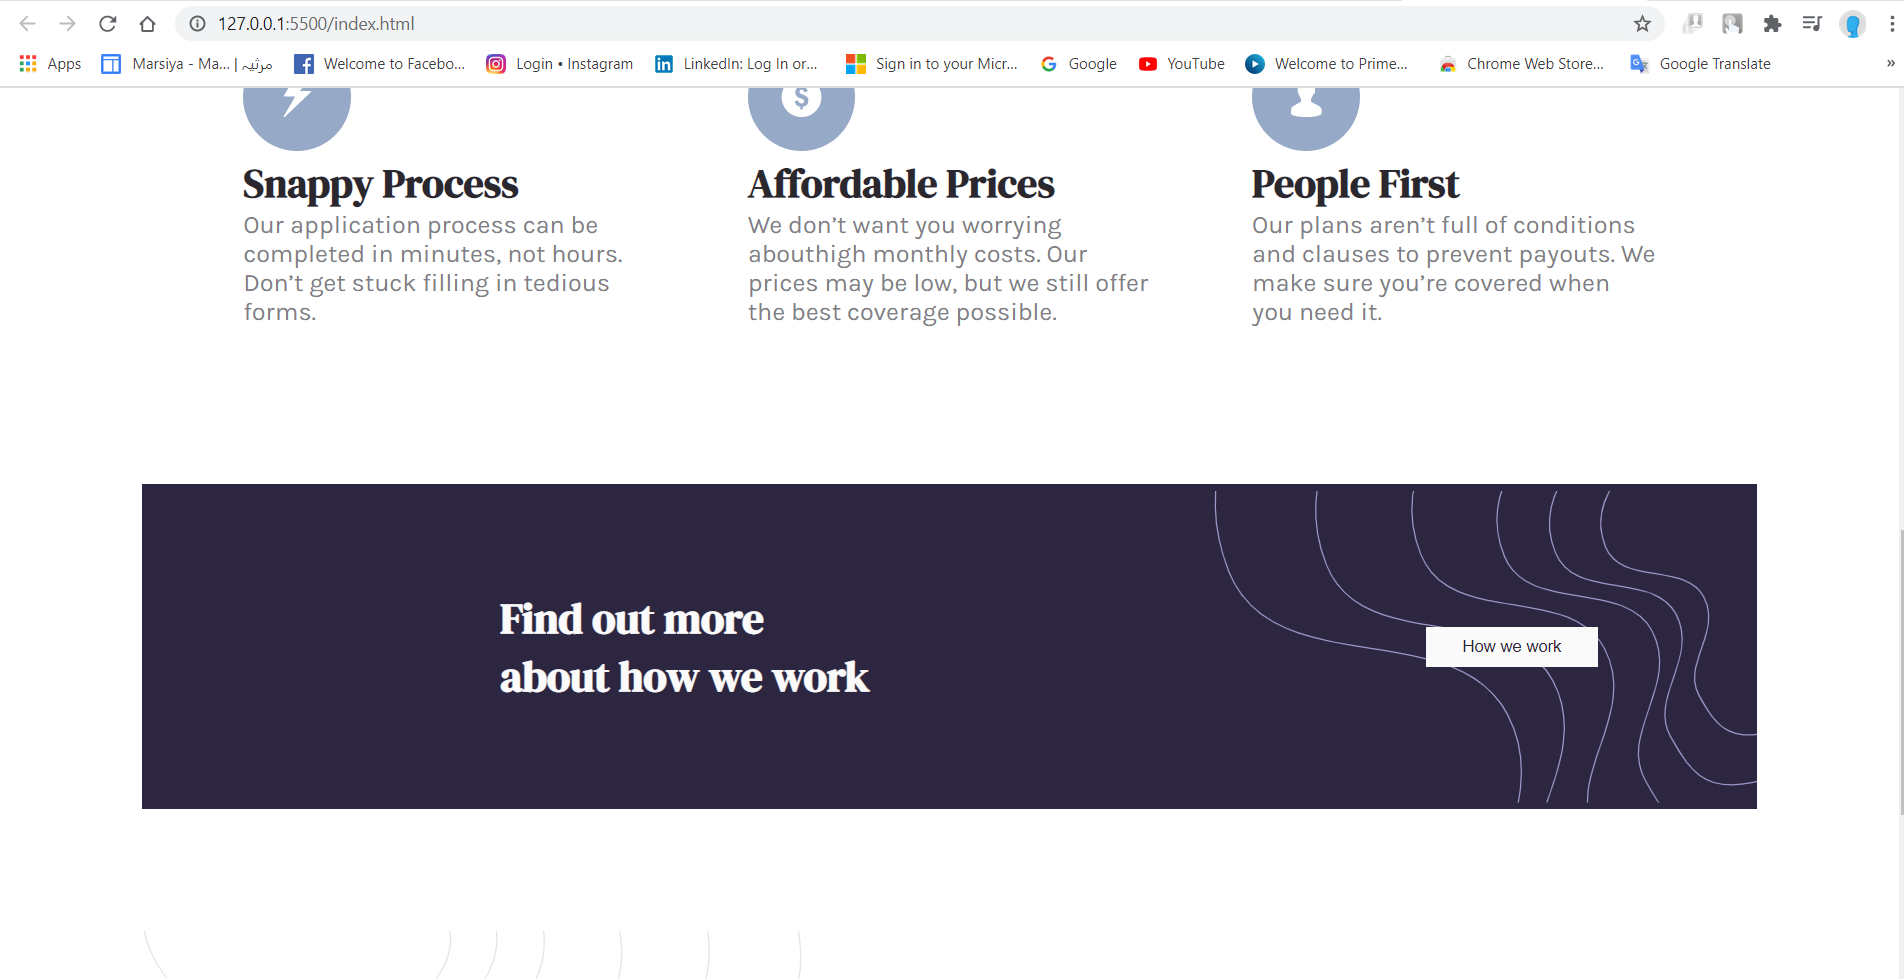 127.0.0.1:5500/index.html
Apps
Marsiya - Ma... | مرثیہ
Welcome to Facebo...
Login • Instagram
LinkedIn: Log In or...
Sign in to your Micr...
Google
YouTube
Welcome to Prime...
Chrome Web Store...
Google Translate
»
Snappy Process
Our application process can be
completed in minutes, not hours.
Don’t get stuck filling in tedious
forms.
Affordable Prices
We don’t want you worrying
abouthigh monthly costs. Our
prices may be low, but we still offer
the best coverage possible.
People First
Our plans aren’t full of conditions
and clauses to prevent payouts. We
make sure you’re covered when
you need it.
Find out more
about how we work
How we work